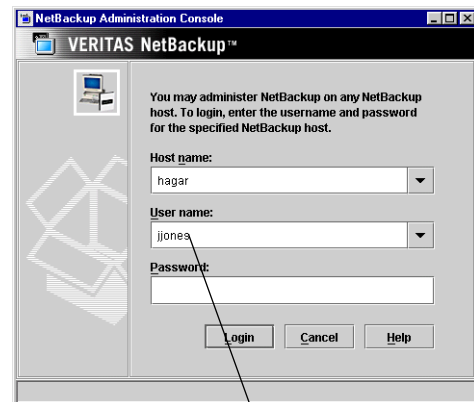 NetBackup Administration Console
VERITAS NetBackup™
You may administer NetBackup on any NetBackup
host. To login, enter the username and password
for the specified NetBackup host.
Host name:
hagar
User name:
jjones
Password:
Login Cancel Help